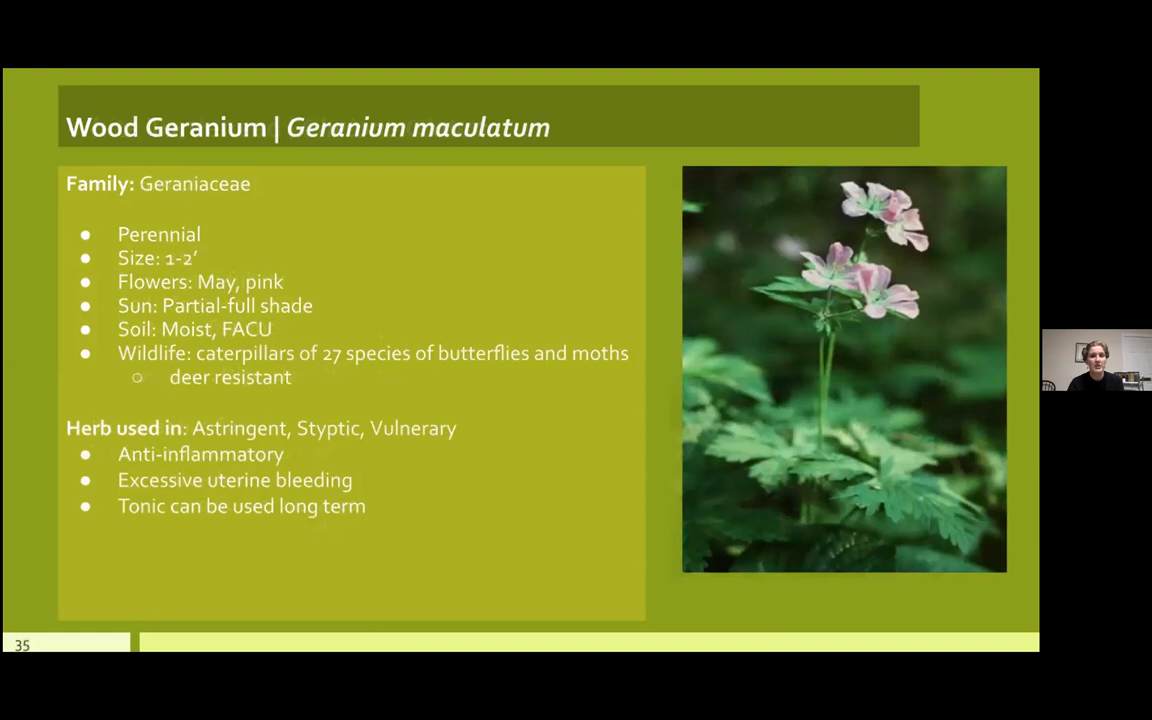 Wood Geranium | Geranium maculatum
Family: Geraniaceae
● Perennial
● Size: 1-2’
● Flowers: May, pink
● Sun: Partial-full shade
● Soil: Moist, FACU
● Wildlife: caterpillars of 27 species of butterflies and moths
○ deer resistant
Herb used in: Astringent, Styptic, Vulnerary
● Anti-inflammatory
● Excessive uterine bleeding
● Tonic can be used long term
35